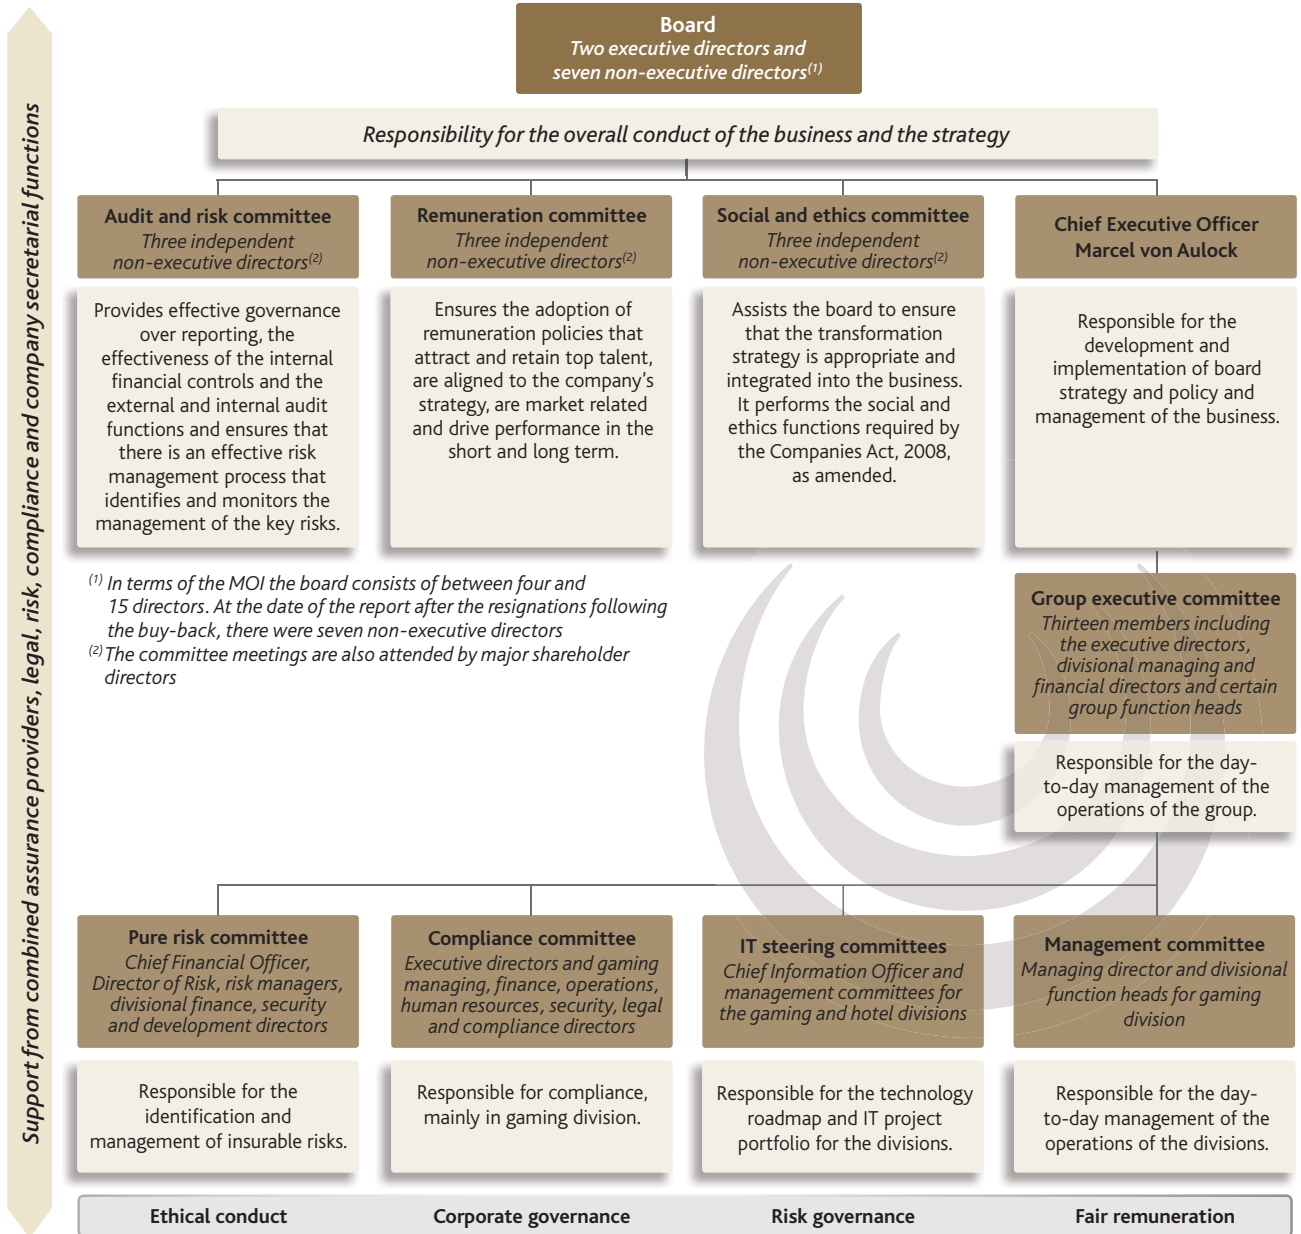 Support from combined assurance providers, legal, risk, compliance and company secretarial functions
Board
Two executive directors and
seven non-executive directors(1)
Responsibility for the overall conduct of the business and the strategy
Audit and risk committee
Three independent
non-executive directors(2)
Provides effective governance
over reporting, the
effectiveness of the internal
financial controls and the
external and internal audit
functions and ensures that
there is an effective risk
management process that
identifies and monitors the
management of the key risks.
Remuneration committee
Three independent
non-executive directors(2)
Ensures the adoption of
remuneration policies that
attract and retain top talent,
are aligned to the company's
strategy, are market related
and drive performance in the
short and long term.
Social and ethics committee
Three independent
non-executive directors(2)
Assists the board to ensure
that the transformation
strategy is appropriate and
integrated into the business.
It performs the social and
ethics functions required by
the Companies Act, 2008,
as amended.
Chief Executive Officer
Marcel von Aulock
Responsible for the
development and
implementation of board
strategy and policy and
management of the business.
(1) In terms of the MOI the board consists of between four and
15 directors. At the date of the report after the resignations following
the buy-back, there were seven non-executive directors
(2) The committee meetings are also attended by major shareholder
directors
Group executive committee
Thirteen members including
the executive directors,
divisional managing and
financial directors and certain
group function heads
Responsible for the day-
to-day management of the
operations of the group.
Pure risk committee
Chief Financial Officer,
Director of Risk, risk managers,
divisional finance, security
and development directors
Responsible for the
identification and
management of insurable risks.
Compliance committee
Executive directors and gaming
managing, finance, operations,
human resources, security, legal
and compliance directors
Responsible for compliance,
mainly in gaming division.
IT steering committees
Chief Information Officer and
management committees for
the gaming and hotel divisions
Responsible for the technology
roadmap and IT project
portfolio for the divisions.
Management committee
Managing director and divisional
function heads for gaming
division
Responsible for the day-
to-day management of the
operations of the divisions.
Ethical conduct
Corporate governance
Risk governance
Fair remuneration